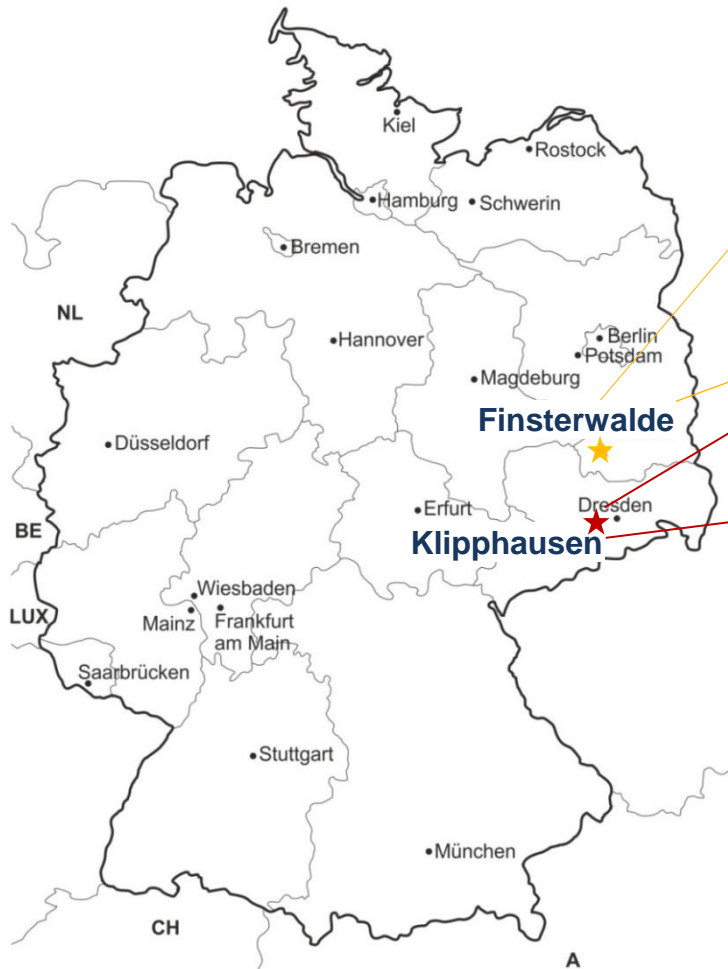 Kiel
Rostock
Hamburg
Schwerin
Bremen
NL
Hannover
Berlin
Potsdam
Magdeburg
Finsterwalde
Düsseldorf
Erfurt
Dresden
BE
Klipphausen
Wiesbaden
LUX
Mainz
Frankfurt
am Main
Saarbrücken
Stuttgart
München
CH
A